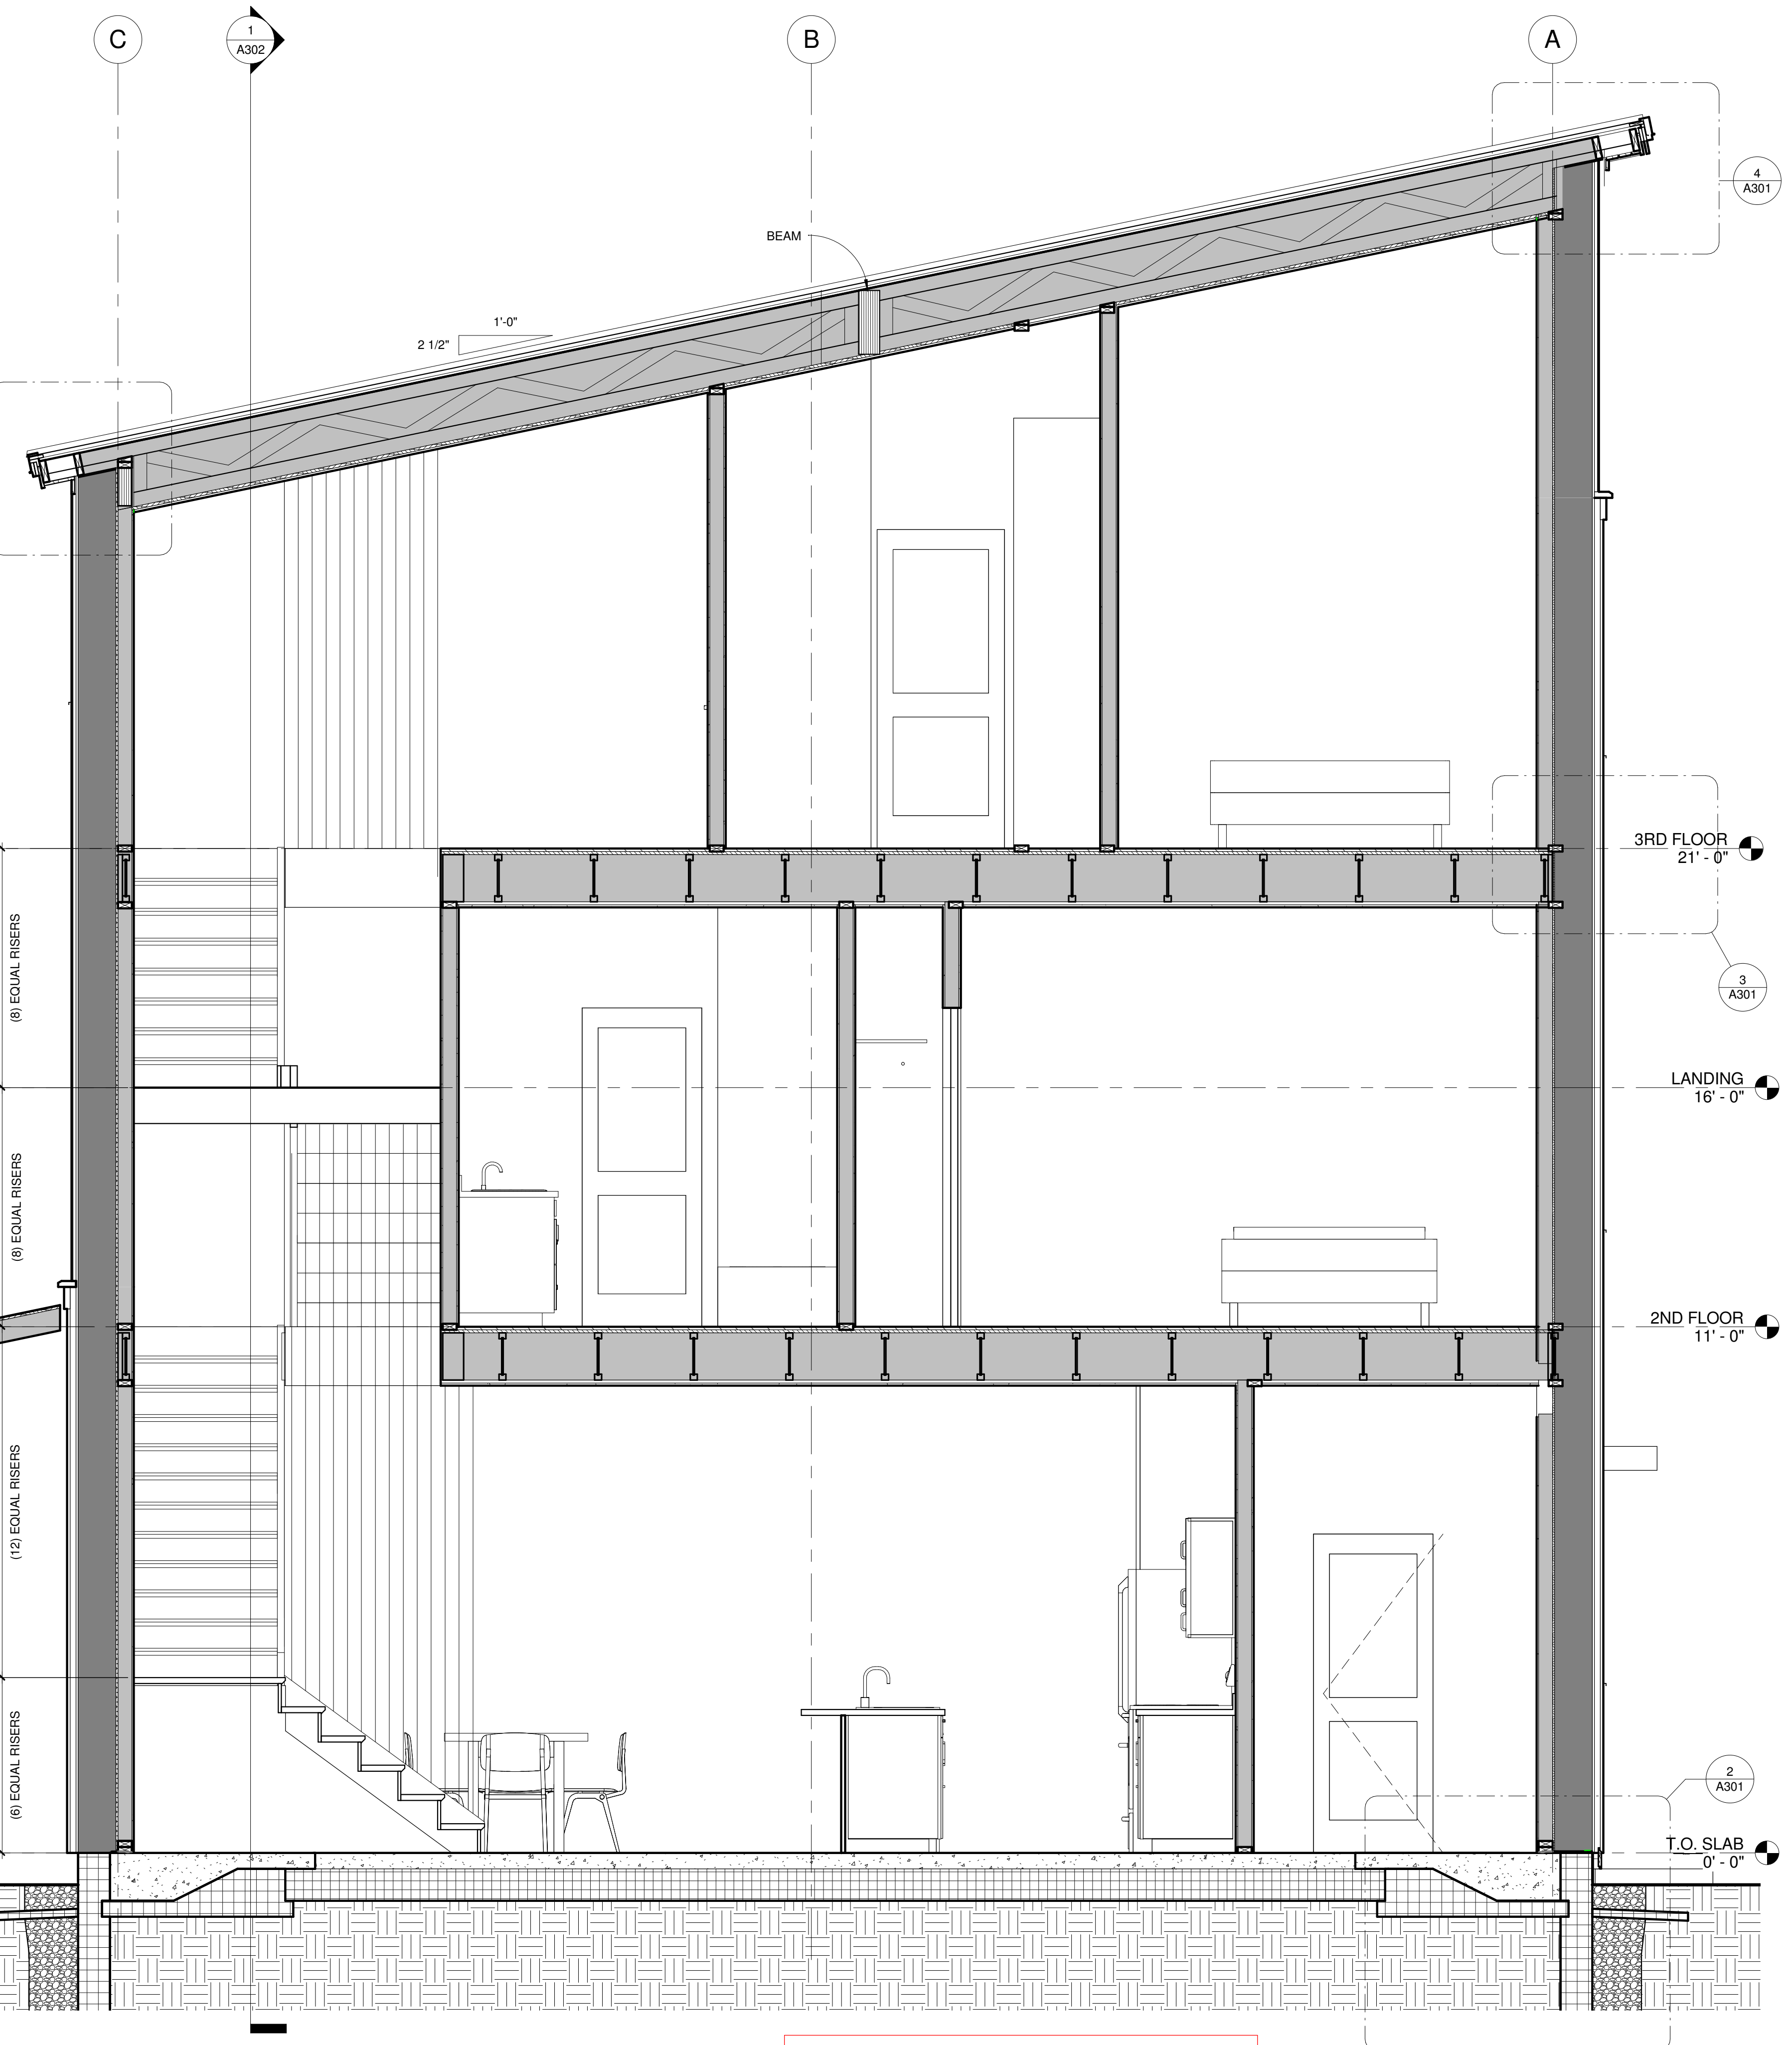 C
1
A302
B
A
4
A301
BEAM
1'-0"
2 1/2"
3RD FLOOR
21' - 0"
(8) EQUAL RISERS
3
A301
LANDING
16' - 0"
(8) EQUAL RISERS
2ND FLOOR
11' - 0"
(12) EQUAL RISERS
(6) EQUAL RISERS
2
A301
T.O. SLAB
0' - 0"